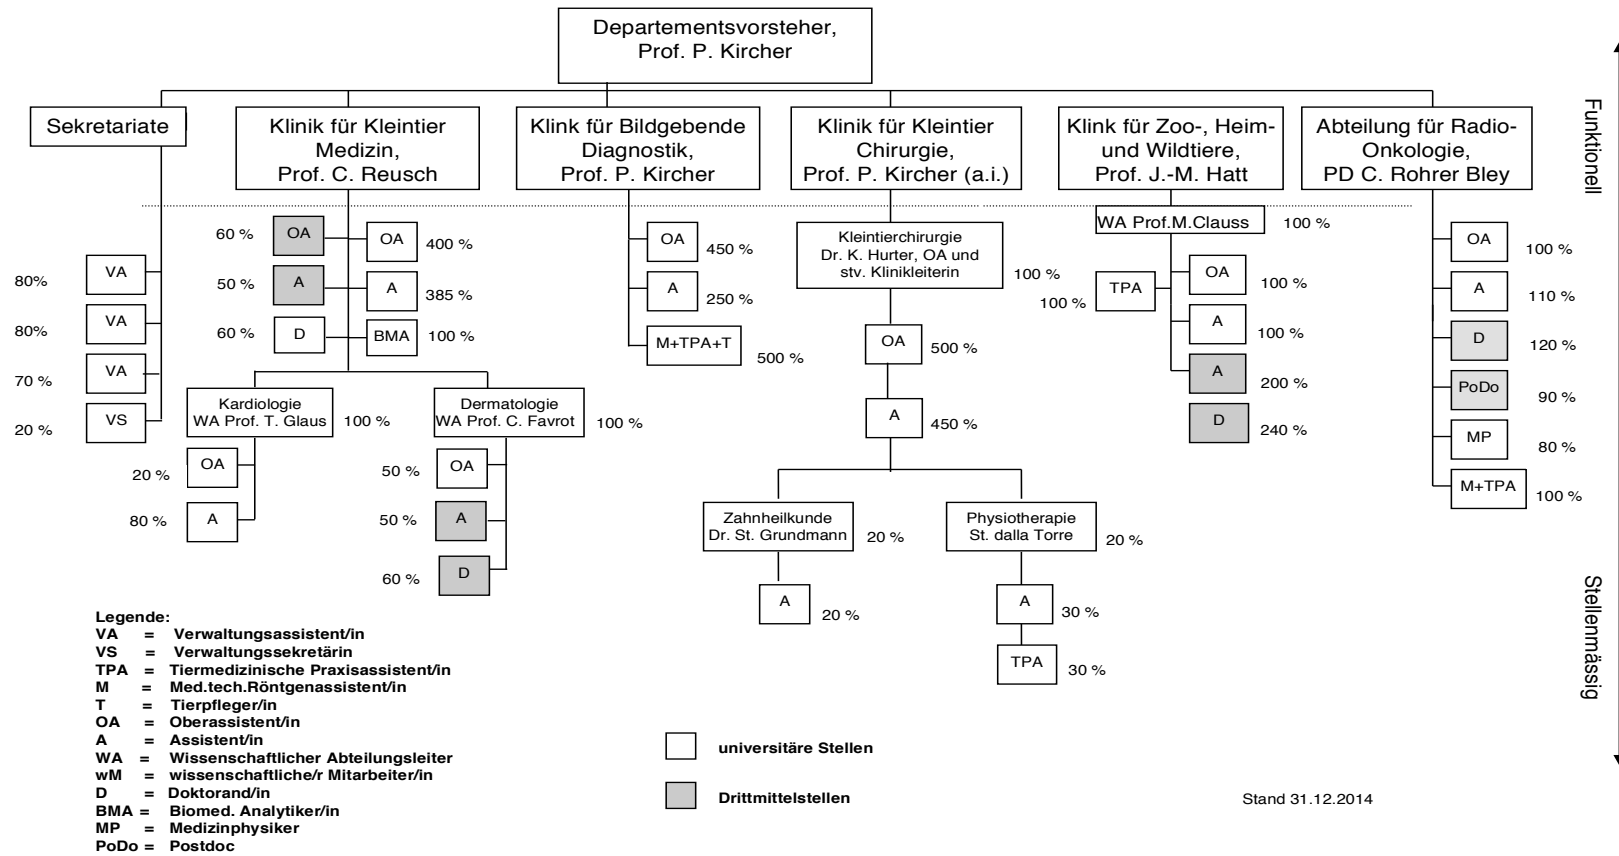 Departementsvorsteher,
Prof. P. Kircher
Sekretariate
Klinik für Kleintier
Medizin,
Prof. C. Reusch
Klinik für Bildgebende
Diagnostik,
Prof. P. Kircher
Klinik für Kleintier
Chirurgie,
Prof. P. Kircher (a.i.)
Klink für Zoo-, Heim-
und Wildtiere,
Prof. J.-M. Hatt
Abteilung für Radio-
Onkologie,
PD C. Rohrer Bley
Funktionell
80% VA
80% VA
70 % VA
20 % VS
60 % OA
OA 400 %
50 % A
A 385 %
60 % D
BMA 100 %
Kardiologie
WA Prof. T. Glaus
100 %
20 % OA
80 % A
Dermatologie
WA Prof. C. Favrot
100 %
50 % OA
50 % A
60 % D
OA 450 %
A 250 %
M+TPA+T 500 %
Kleintierchirurgie
Dr. K. Hurter, OA und
stv. Klinikleiterin
100 %
OA 500 %
A 450 %
Zahnheilkunde
Dr. St. Grundmann
20 %
A 20 %
Physiotherapie
St. dalla Torre
20 %
A 30 %
TPA 30 %
WA Prof.M.Clauss 100 %
TPA
100 %
OA 100 %
A 100 %
A 200 %
D 240 %
OA 100 %
A 110 %
D 120 %
PoDo 90 %
MP 80 %
M+TPA 100 %
Stellenmässig
Legende:
VA = Verwaltungsassistent/in
VS = Verwaltungssekretärin
TPA = Tiermedizinische Praxisassistent/in
M = Med.tech.Röntgenassistent/in
T = Tierpfleger/in
OA = Oberassistent/in
A = Assistent/in
WA = Wissenschaftlicher Abteilungsleiter
wM = wissenschaftliche/r Mitarbeiter/in
D = Doktorand/in
BMA = Biomed. Analytiker/in
MP = Medizinphysiker
PoDo = Postdoc
universitäre Stellen
Drittmittelstellen
Stand 31.12.2014